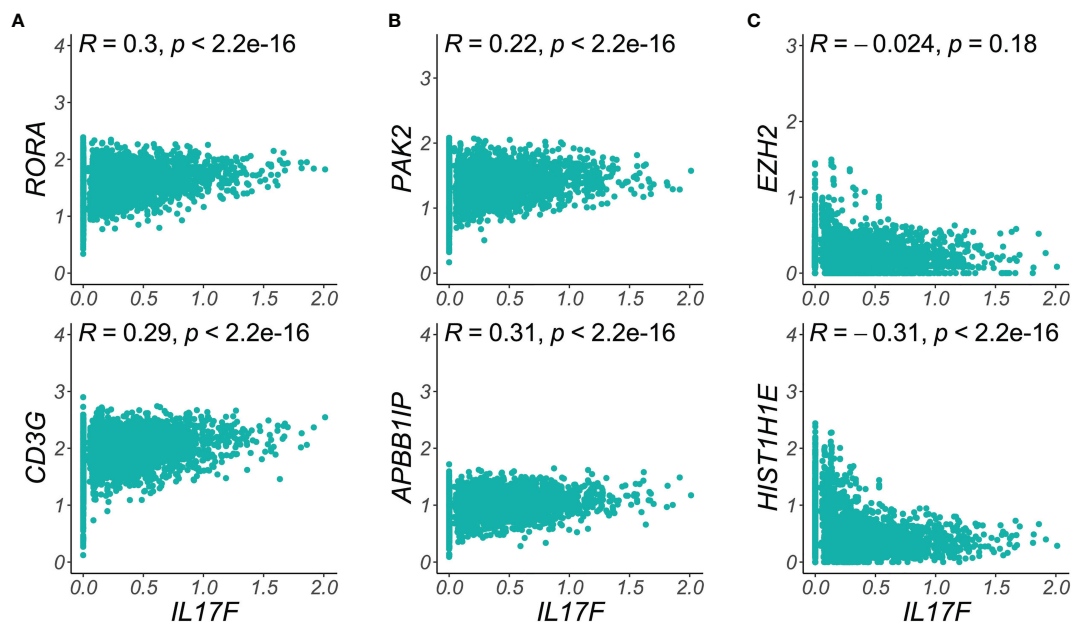 A
B
C
R = 0.3, p < 2.2e-16
R = 0.22, p < 2.2e-16
R = − 0.024, p = 0.18
4
3
2
1
0
RORA
0.0 0.5 1.0 1.5 2.0
3
2
1
0
PAK2
0.0 0.5 1.0 1.5 2.0
3
2
1
0
EZH2
0.0 0.5 1.0 1.5 2.0
R = 0.29, p < 2.2e-16
R = 0.31, p < 2.2e-16
R = − 0.31, p < 2.2e-16
4
3
2
1
0
CD3G
0.0 0.5 1.0 1.5 2.0
IL17F
4
3
2
1
0
APBB1IP
0.0 0.5 1.0 1.5 2.0
IL17F
4
3
2
1
0
HIST1H1E
0.0 0.5 1.0 1.5 2.0
IL17F